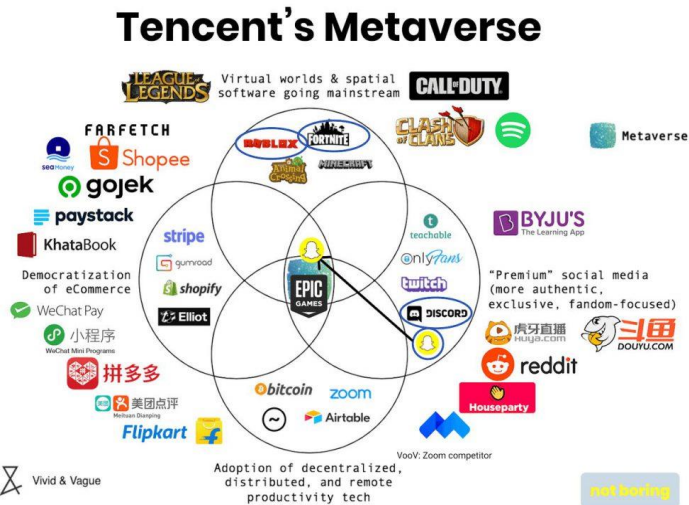 Tencent's Metaverse
LEAGUE OF
LEGENDS
Virtual worlds & spatial
software going mainstream
CALL OF DUTY
FARFETCH
ROBLOX
FORTNITE
CLASH
OF CLANS
Metaverse
sea Money
Shopee
Animal
Crossing
MINECRAFT
gojek
paystack
teachable
BYJU'S
The Learning App
KhataBook
stripe
OnlyFans
gumroad
Democratization
of eCommerce
shopify
EPIC
GAMES
twitch
"Premium" social media
(more authentic,
exclusive, fandom-focused)
WeChat Pay
Elliot
DISCORD
小程序
WeChat Mini Programs
虎牙直播
Huya.com
斗鱼
DOUYU.COM
拼多多
reddit
美团
美团点评
Meituan Dianping
bitcoin
zoom
Houseparty
Flipkart
Airtable
VooV: Zoom competitor
Adoption of decentralized,
distributed, and remote
productivity tech
Vivid & Vague
not boring